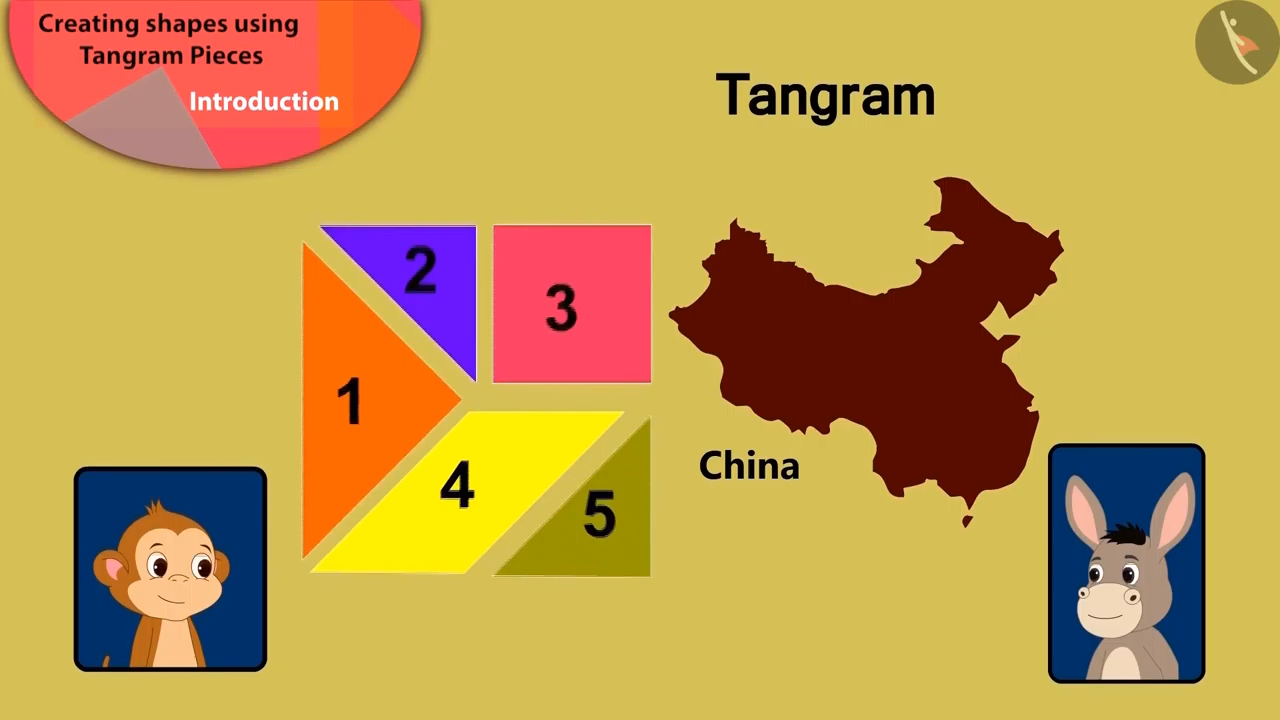 Creating shapes using
Tangram Pieces
Introduction
Tangram
2
3
1
4
5
China